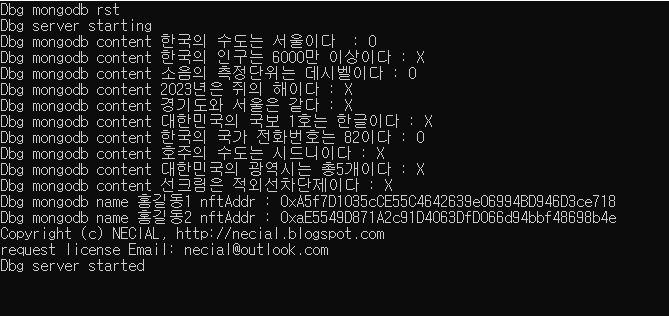 Dbg mongodb rst
Dbg server starting
Dbg mongodb content 한국의 수도는 서울이다  : O
Dbg mongodb content 한국의 인구는 6000만 이상이다 : X
Dbg mongodb content 소음의 측정단위는 데시벨이다 : O
Dbg mongodb content 2023년은 쥐의 해이다 : X
Dbg mongodb content 경기도와 서울은 같다 : X
Dbg mongodb content 대한민국의 국보 1호는 한글이다 : X
Dbg mongodb content 한국의 국가 전화번호는 82이다 : O
Dbg mongodb content 호주의 수도는 시드니이다 : X
Dbg mongodb content 대한민국의 광역시는 총5개이다 : X
Dbg mongodb content 선크림은 적외선차단제이다 : X
Dbg mongodb name 홍길동1 nftAddr : 0xA5f7D1035cCE55C4642639e06994BD946D3ce718
Dbg mongodb name 홍길동2 nftAddr : 0xaE5549D871A2c91D4063DfD066d94bbf48698b4e
Copyright (c) NECIAL, http://necial.blogspot.com
request license Email: necial@outlook.com
Dbg server started